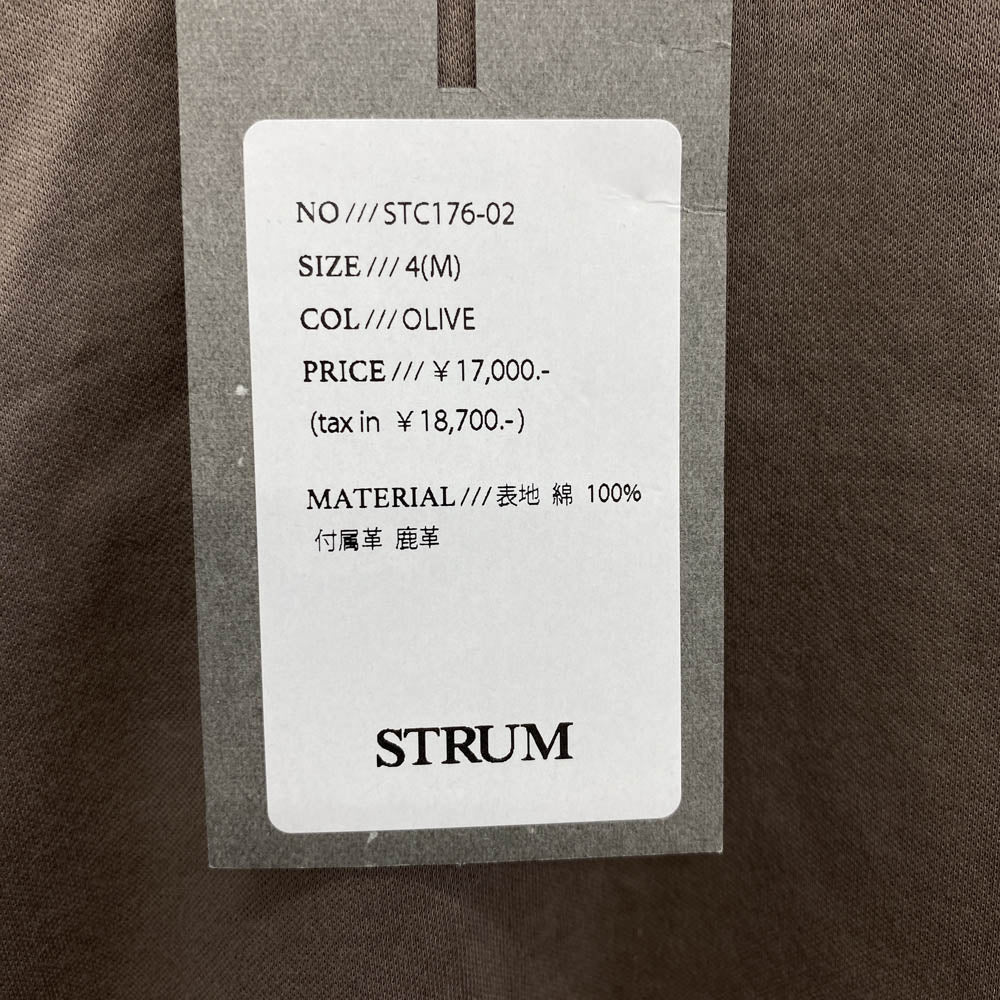 NO///STC176-02
SIZE///4(M)
COL///OLIVE
PRICE///￥17,000.-
(tax in ￥18,700.-)
MATERIAL///表地 綿 100%
付属革 鹿革
STRUM